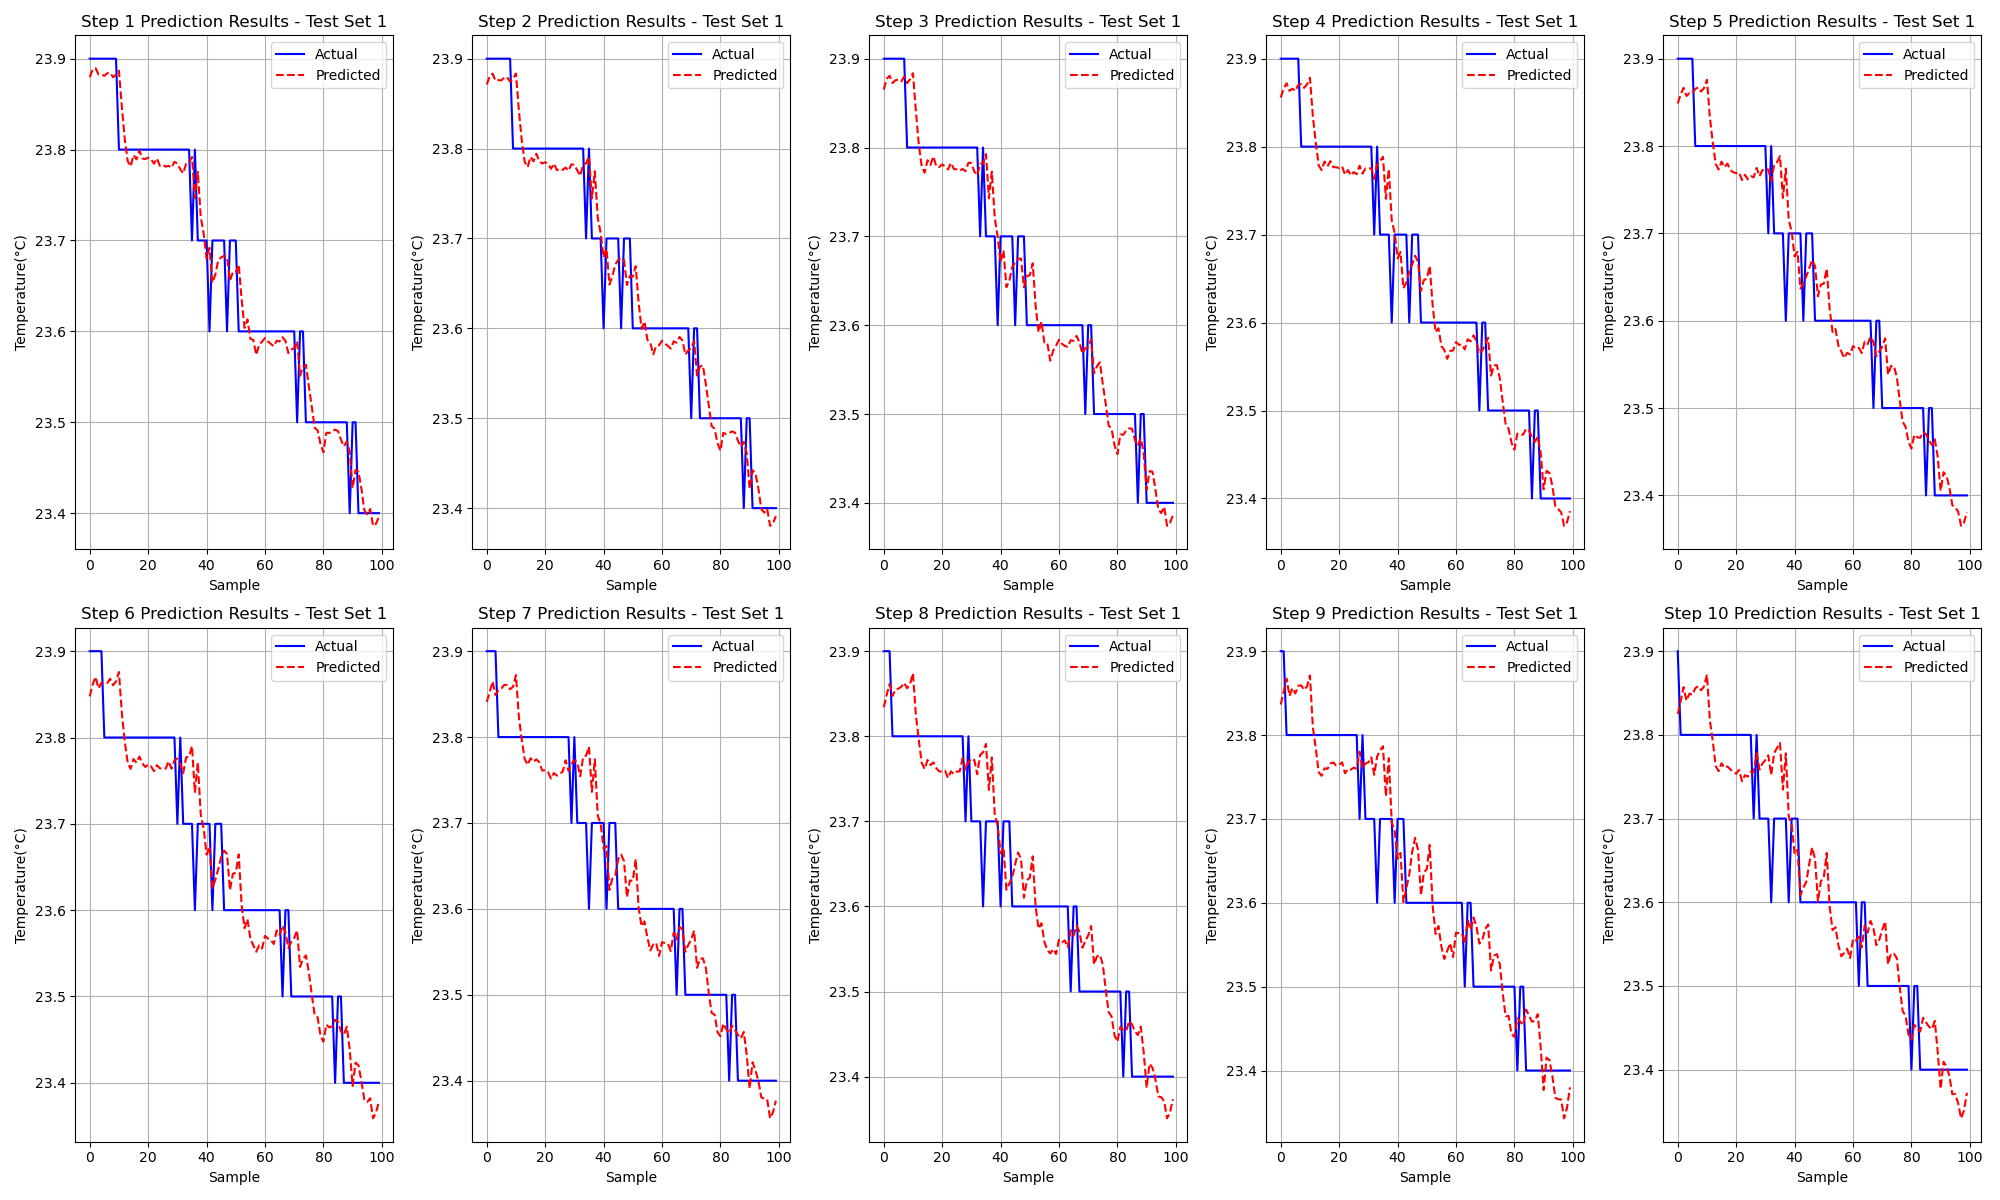 Step 1 Prediction Results - Test Set 1
Actual
Predicted
23.9
23.8
23.7
23.6
23.5
23.4
Temperature(°C)
0 20 40 60 80 100
Sample
Step 2 Prediction Results - Test Set 1
Actual
Predicted
23.9
23.8
23.7
23.6
23.5
23.4
Temperature(°C)
0 20 40 60 80 100
Sample
Step 3 Prediction Results - Test Set 1
Actual
Predicted
23.9
23.8
23.7
23.6
23.5
23.4
Temperature(°C)
0 20 40 60 80 100
Sample
Step 4 Prediction Results - Test Set 1
Actual
Predicted
23.9
23.8
23.7
23.6
23.5
23.4
Temperature(°C)
0 20 40 60 80 100
Sample
Step 5 Prediction Results - Test Set 1
Actual
Predicted
23.9
23.8
23.7
23.6
23.5
23.4
Temperature(°C)
0 20 40 60 80 100
Sample
Step 6 Prediction Results - Test Set 1
Actual
Predicted
23.9
23.8
23.7
23.6
23.5
23.4
Temperature(°C)
0 20 40 60 80 100
Sample
Step 7 Prediction Results - Test Set 1
Actual
Predicted
23.9
23.8
23.7
23.6
23.5
23.4
Temperature(°C)
0 20 40 60 80 100
Sample
Step 8 Prediction Results - Test Set 1
Actual
Predicted
23.9
23.8
23.7
23.6
23.5
23.4
Temperature(°C)
0 20 40 60 80 100
Sample
Step 9 Prediction Results - Test Set 1
Actual
Predicted
23.9
23.8
23.7
23.6
23.5
23.4
Temperature(°C)
0 20 40 60 80 100
Sample
Step 10 Prediction Results - Test Set 1
Actual
Predicted
23.9
23.8
23.7
23.6
23.5
23.4
Temperature(°C)
0 20 40 60 80 100
Sample